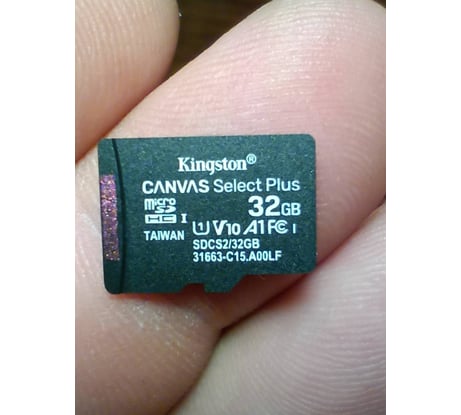 Kingston®
CANVAS Select Plus
micro SD HC I 32GB
TAIWAN U1 V10 A1 FC I
SDCS2/32GB
31663-C15.A00LF